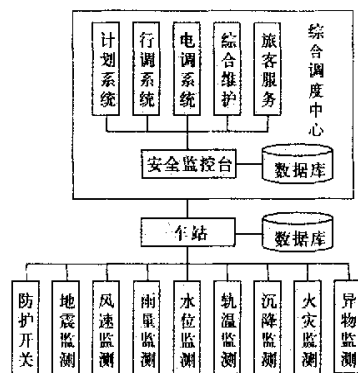 计划系统
行调系统
电调系统
综合维护
旅客服务
综合调度中心
安全监控台
数据库
车站
数据库
防护开关
地震监测
风速监测
雨量监测
水位监测
轨温监测
沉降监测
火灾监测
异物监测